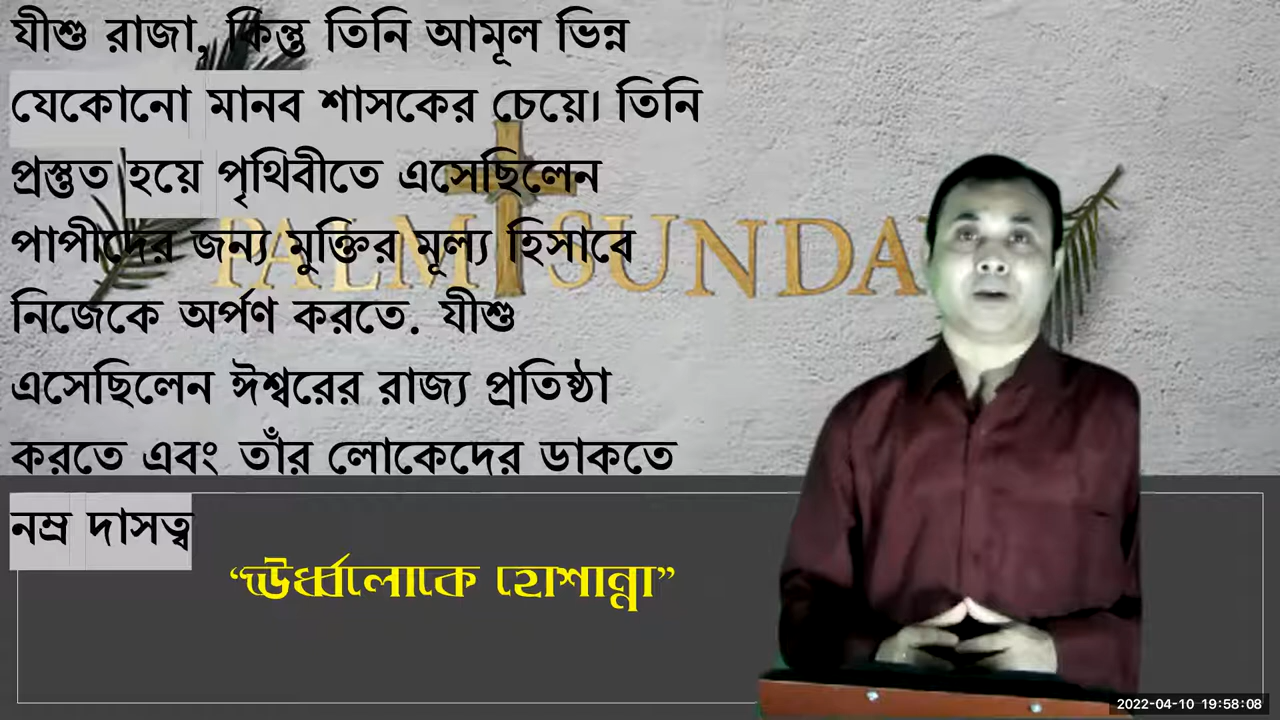 যীশু রাজা, কিন্তু তিনি আমূল ভিন্ন
যেকোনো মানব শাসকের চেয়ে। তিনি
প্রস্তুত হয়ে পৃথিবীতে এসেছিলেন
পাপীদের জন্য মুক্তির মূল্য হিসাবে
নিজেকে অর্পণ করতে. যীশু
এসেছিলেন ঈশ্বরের রাজ্য প্রতিষ্ঠা
করতে এবং তাঁর লোকেদের ডাকতে
নম্র দাসত্ব
PALM SUNDA
“ঊর্ধ্বলোকে হোশান্না”
2022-04-10 19:58:08